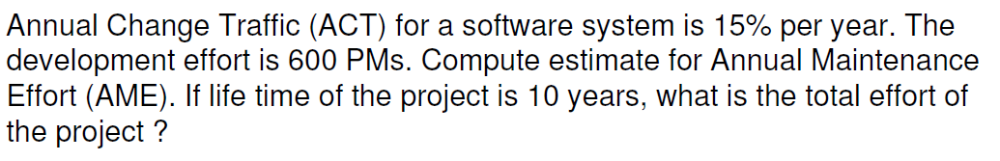 Annual Change Traffic (ACT) for a software system is 15% per year. The
development effort is 600 PMs. Compute estimate for Annual Maintenance
Effort (AME). If life time of the project is 10 years, what is the total effort of
the project ?